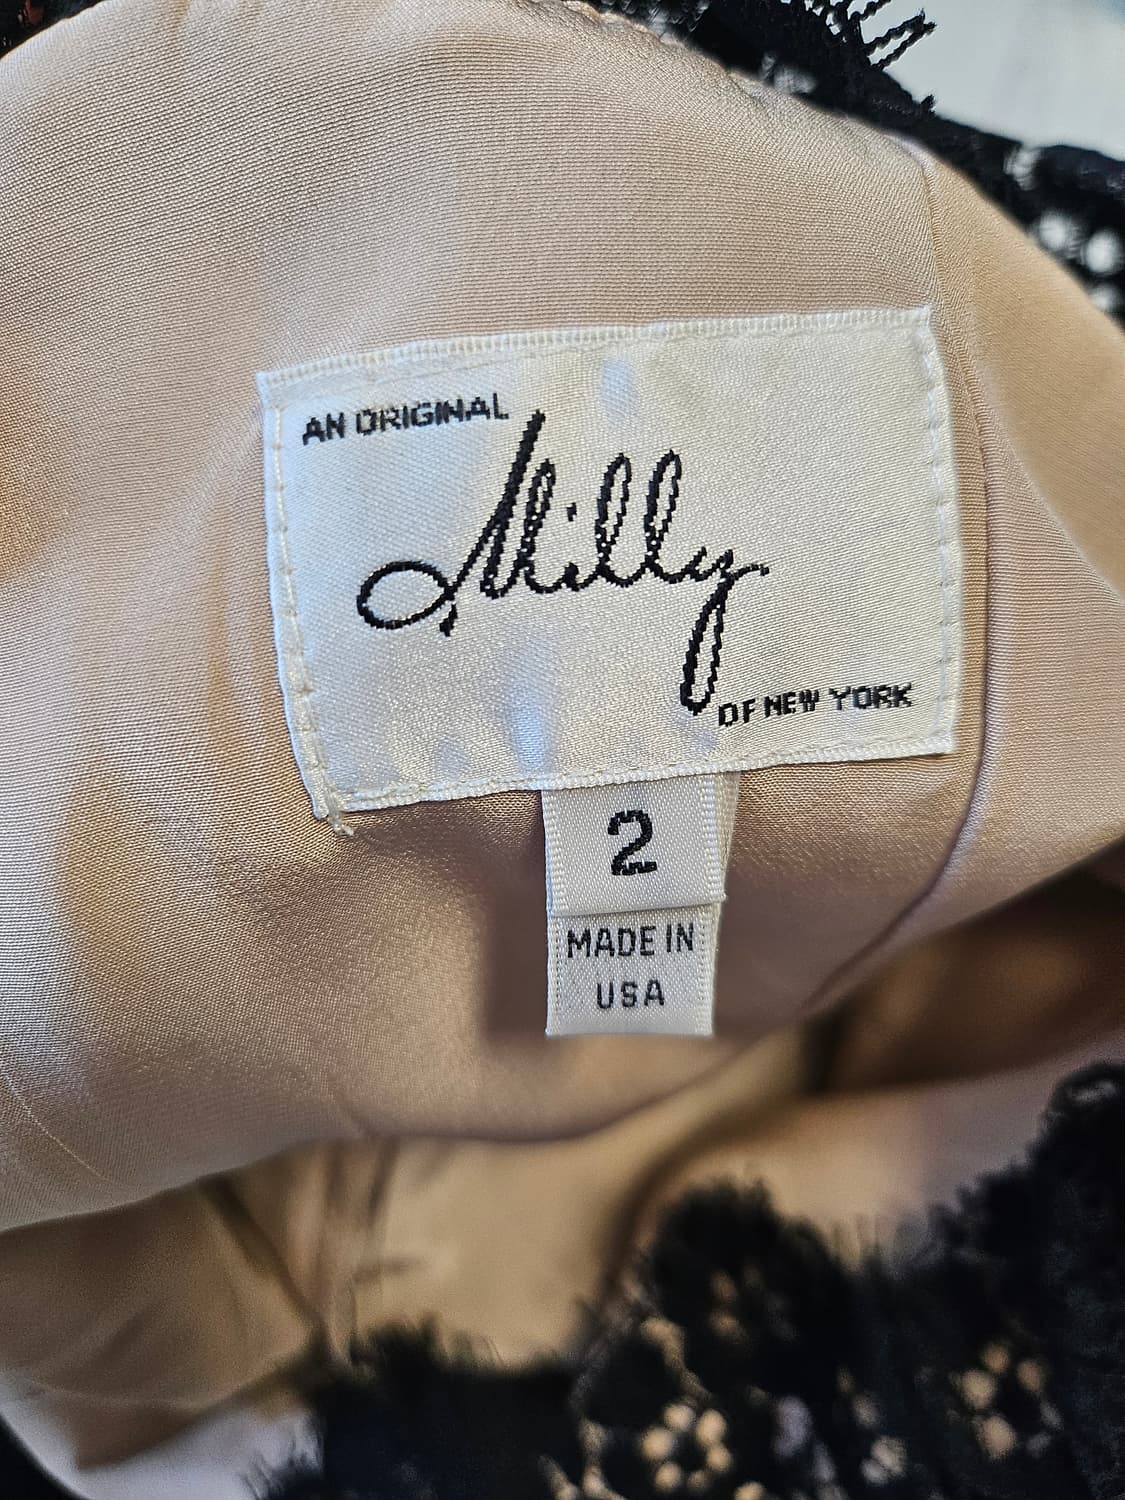 AN ORIGINAL
Milly
OF NEW YORK
2
MADE IN
USA